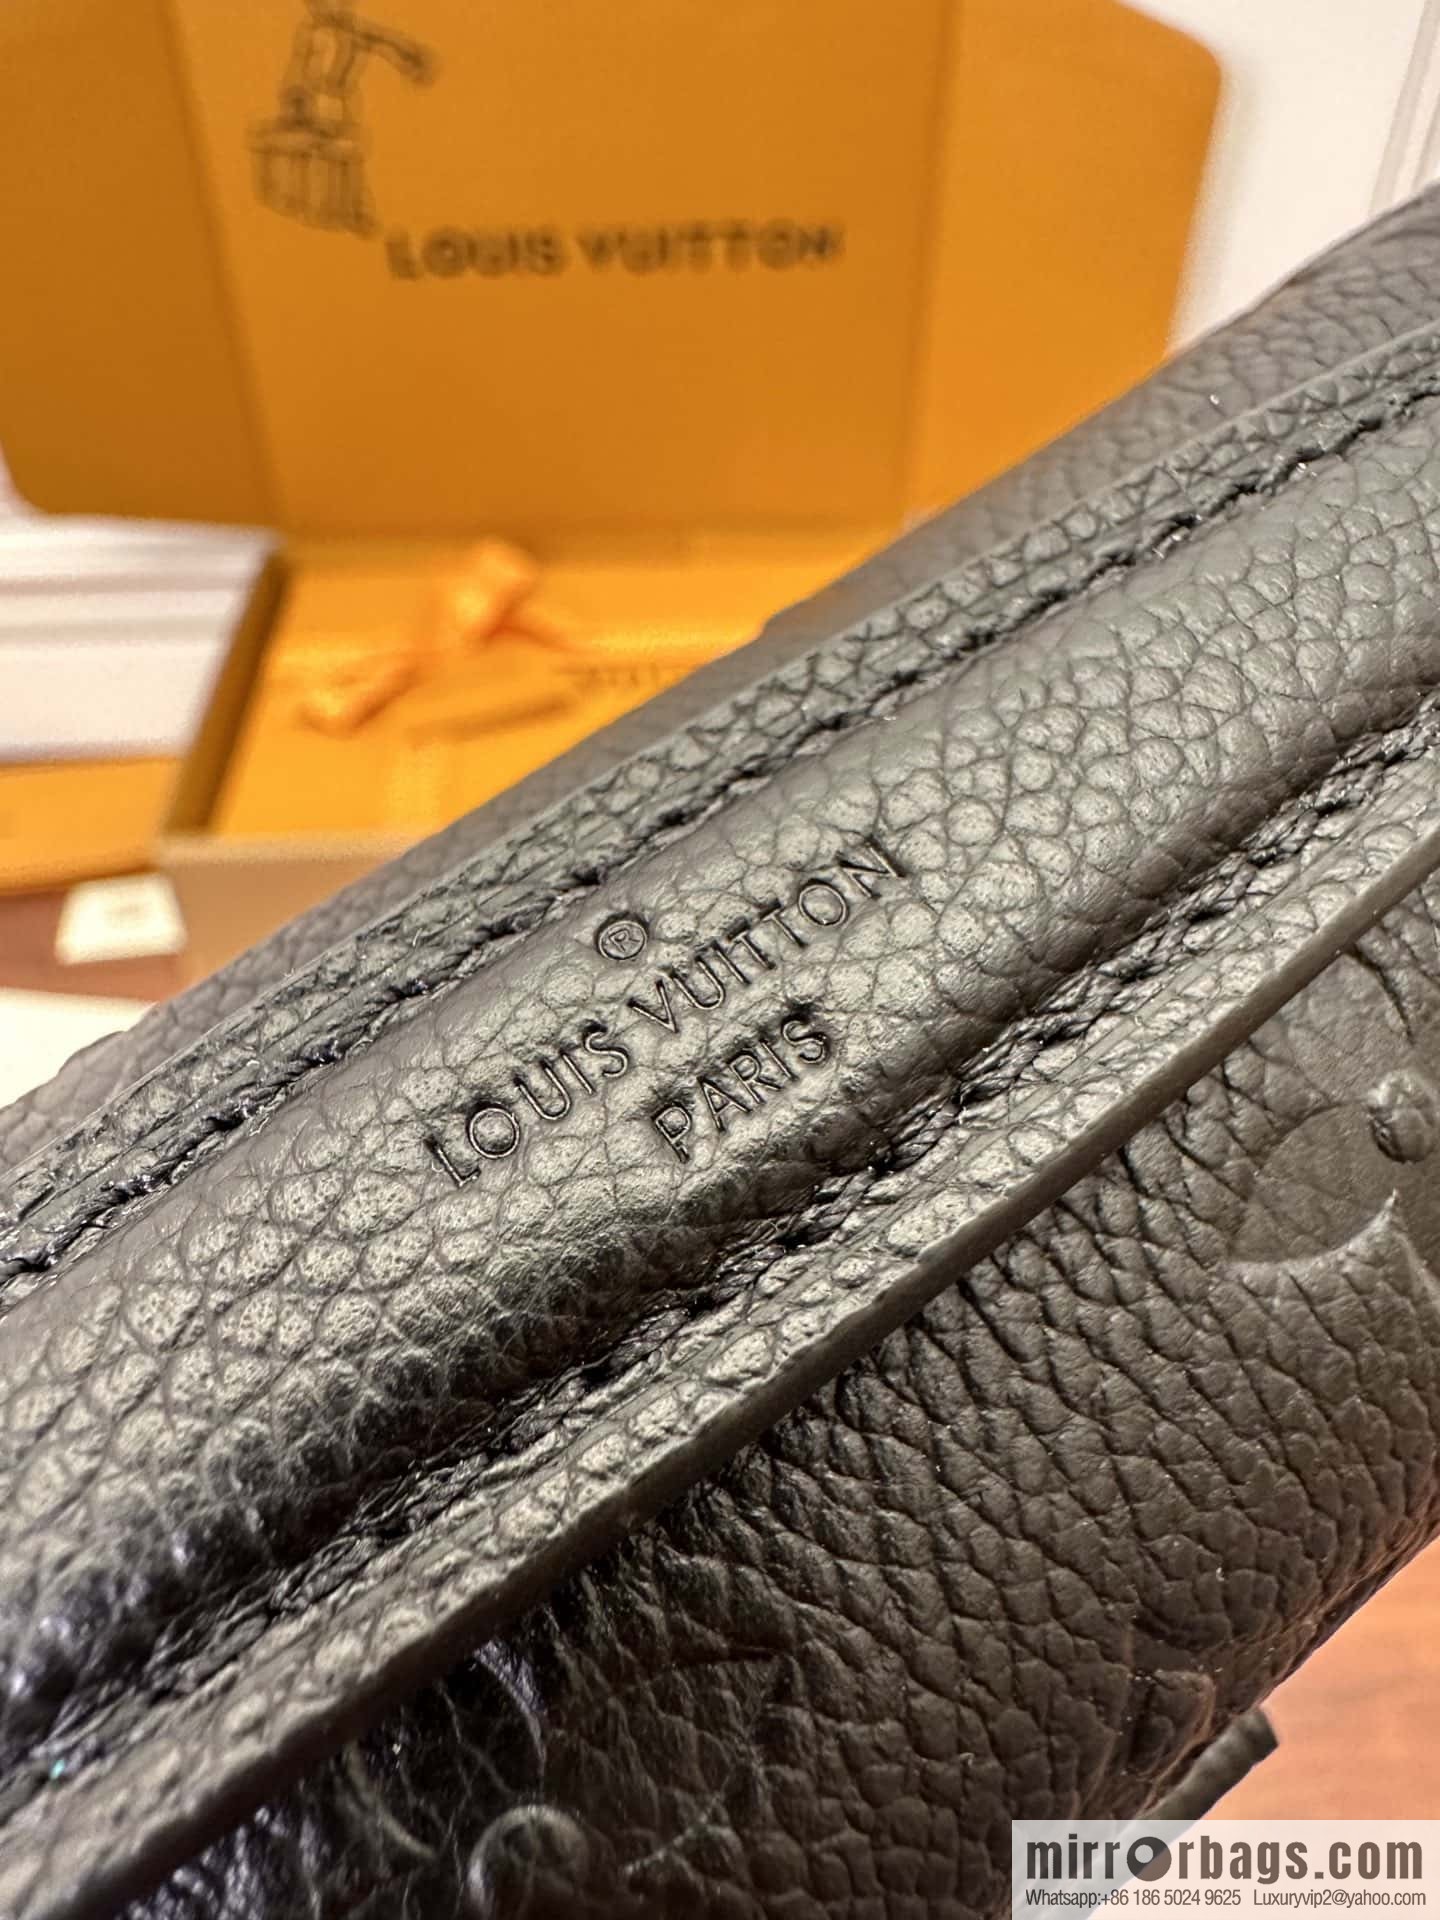 LOUIS VUITTON
®
LOUIS VUITTON
PARIS
mirrorbags.com
Whatsapp:+86 186 5024 9625 Luxuryvip2@yahoo.com